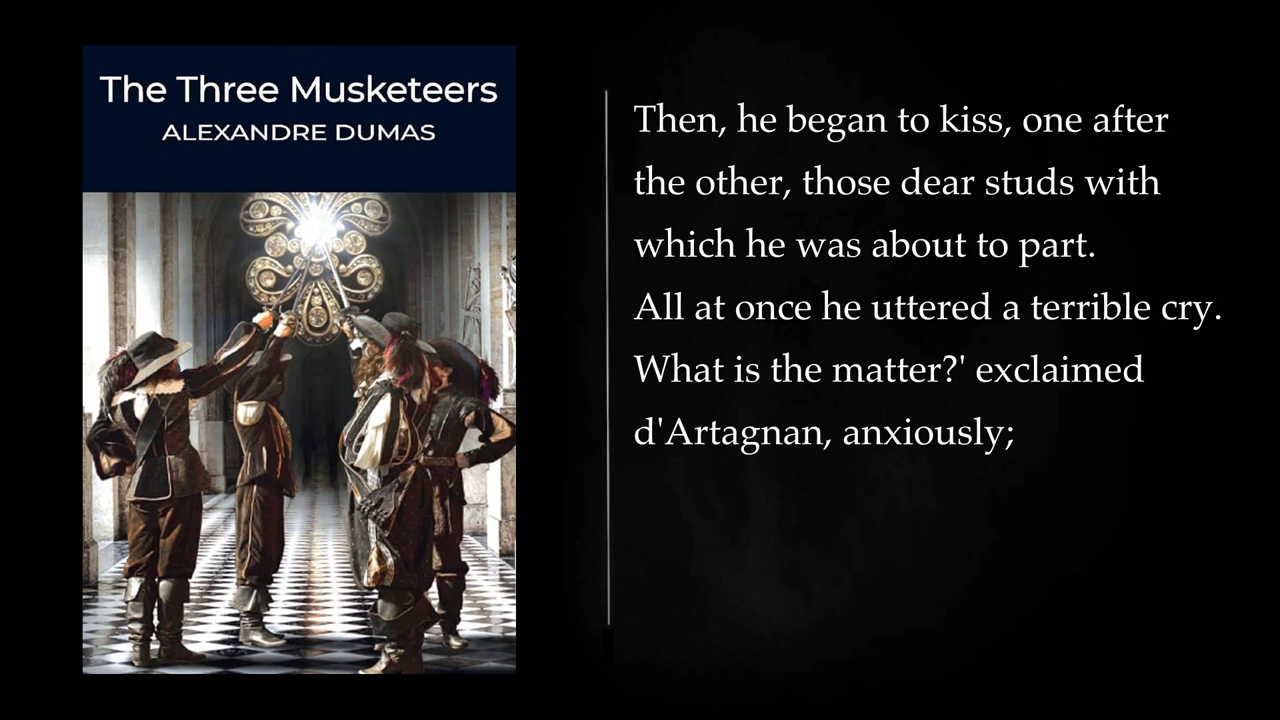 The Three Musketeers
ALEXANDRE DUMAS
Then, he began to kiss, one after
the other, those dear studs with
which he was about to part.
All at once he uttered a terrible cry.
What is the matter?' exclaimed
d'Artagnan, anxiously;